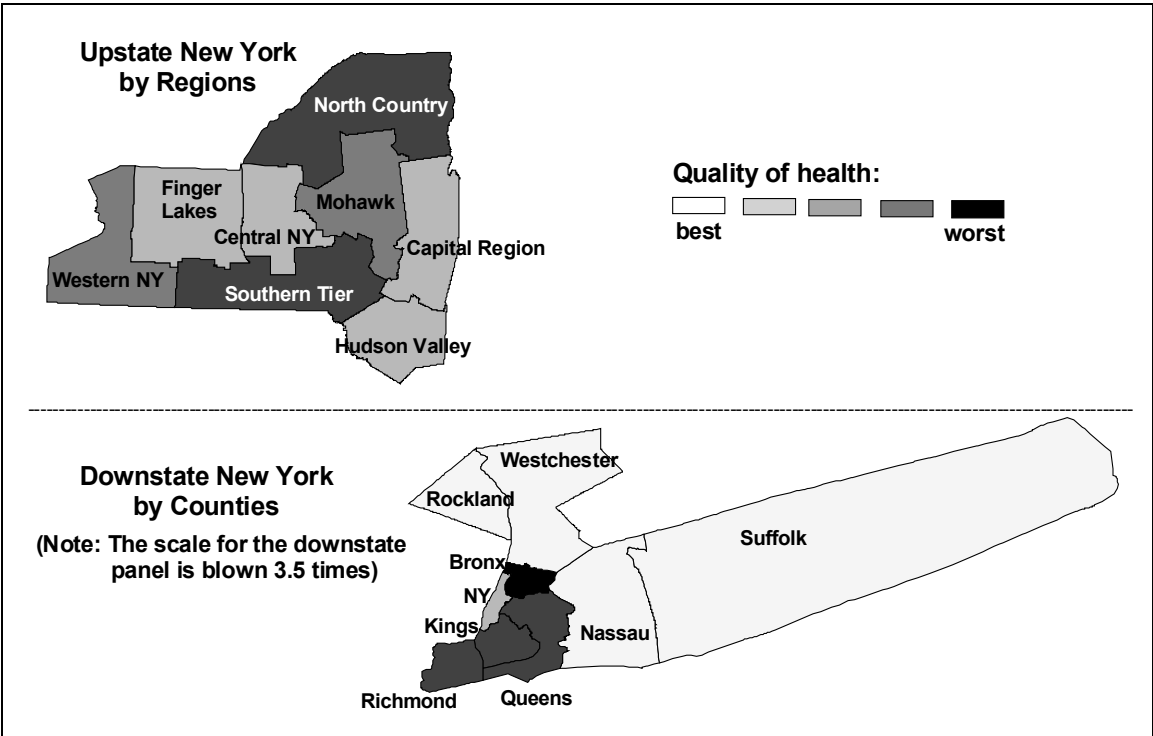 Upstate New York
by Regions
North Country
Finger
Lakes
Mohawk
Central NY
Capital Region
Western NY
Southern Tier
Hudson Valley
Quality of health:
best
worst
Downstate New York
by Counties
(Note: The scale for the downstate
panel is blown 3.5 times)
Westchester
Rockland
Suffolk
Bronx
NY
Kings
Nassau
Richmond
Queens